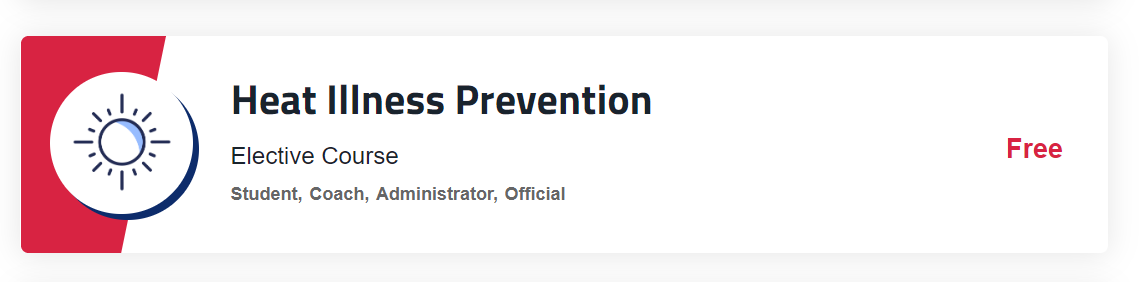 Heat Illness Prevention
Elective Course
Free
Student, Coach, Administrator, Official